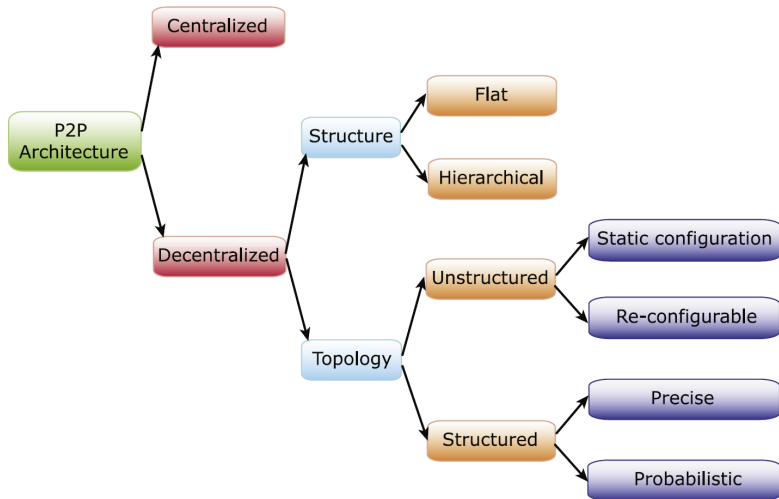 Centralized
P2P
Architecture
Decentralized
Structure
Flat
Hierarchical
Topology
Unstructured
Static configuration
Re-configurable
Structured
Precise
Probabilistic